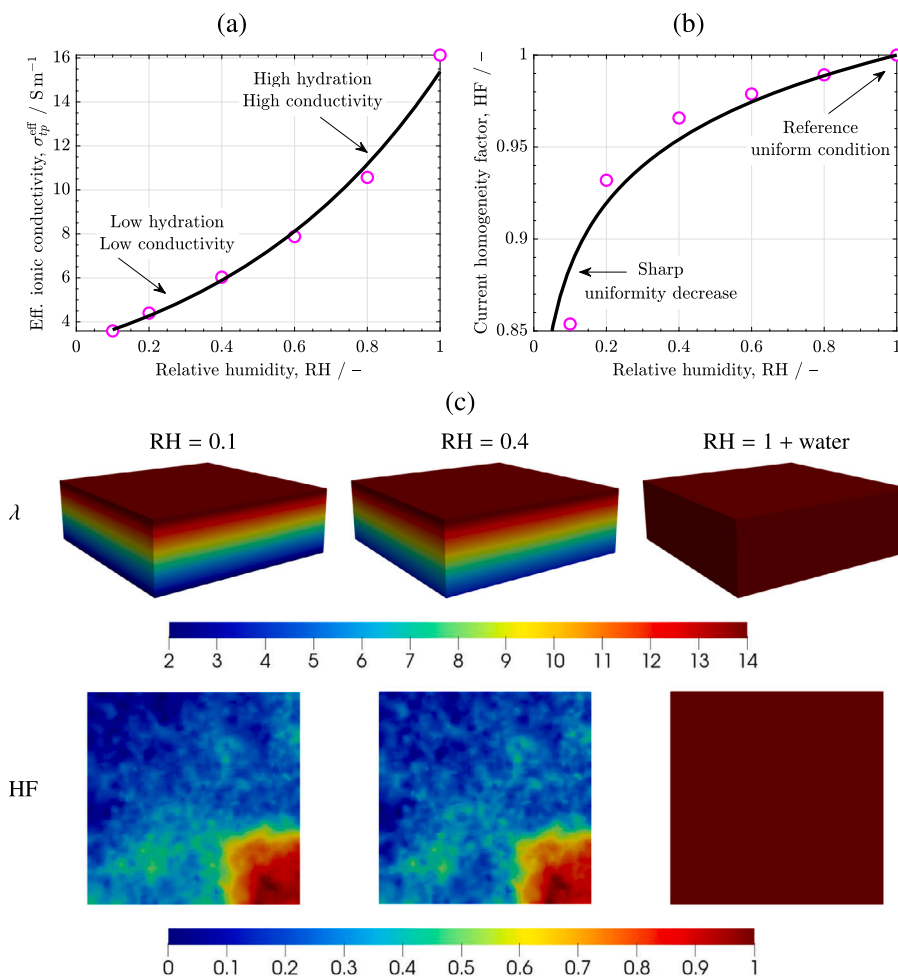 (a)
Eff. ionic conductivity, σ_tp^eff / S m⁻¹
16
14
12
10
8
6
4
0
0.2
0.4
0.6
0.8
1
Relative humidity, RH / –
High hydration
High conductivity
Low hydration
Low conductivity
(b)
Current homogeneity factor, HF / –
1
0.95
0.9
0.85
0
0.2
0.4
0.6
0.8
1
Relative humidity, RH / –
Reference
uniform condition
Sharp
uniformity decrease
(c)
RH = 0.1
RH = 0.4
RH = 1 + water
λ
2 3 4 5 6 7 8 9 10 11 12 13 14
HF
0 0.1 0.2 0.3 0.4 0.5 0.6 0.7 0.8 0.9 1